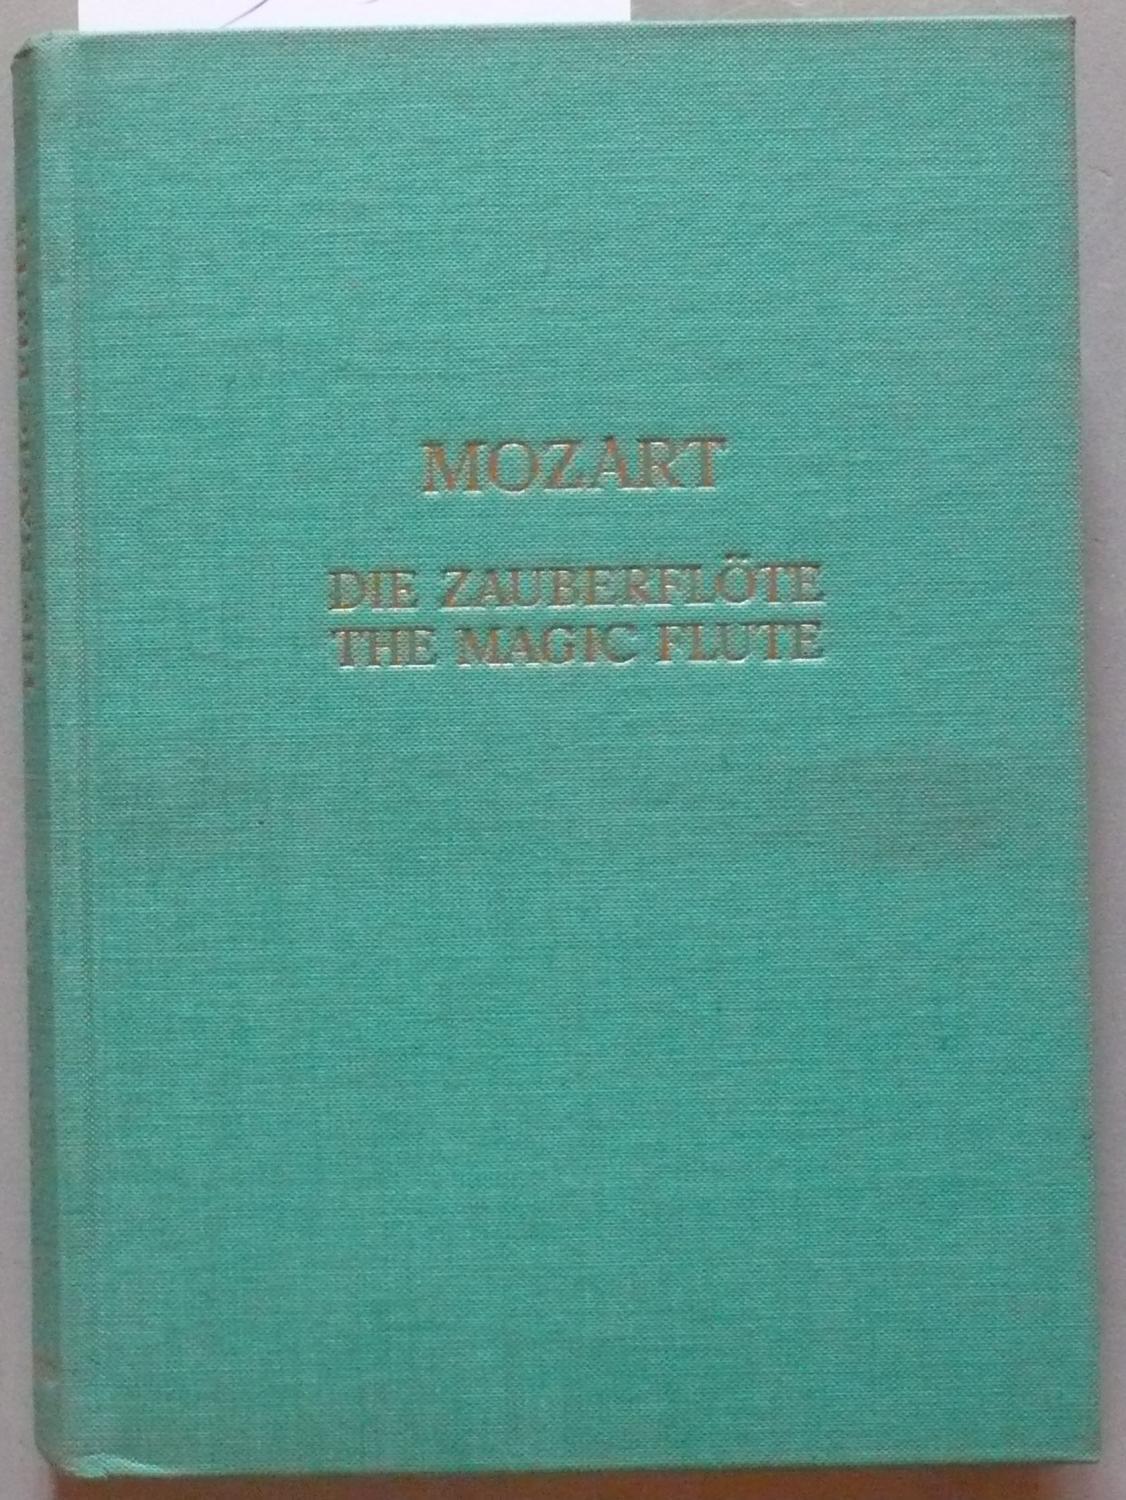 MOZART
DIE ZAUBERFLÖTE
THE MAGIC FLUTE